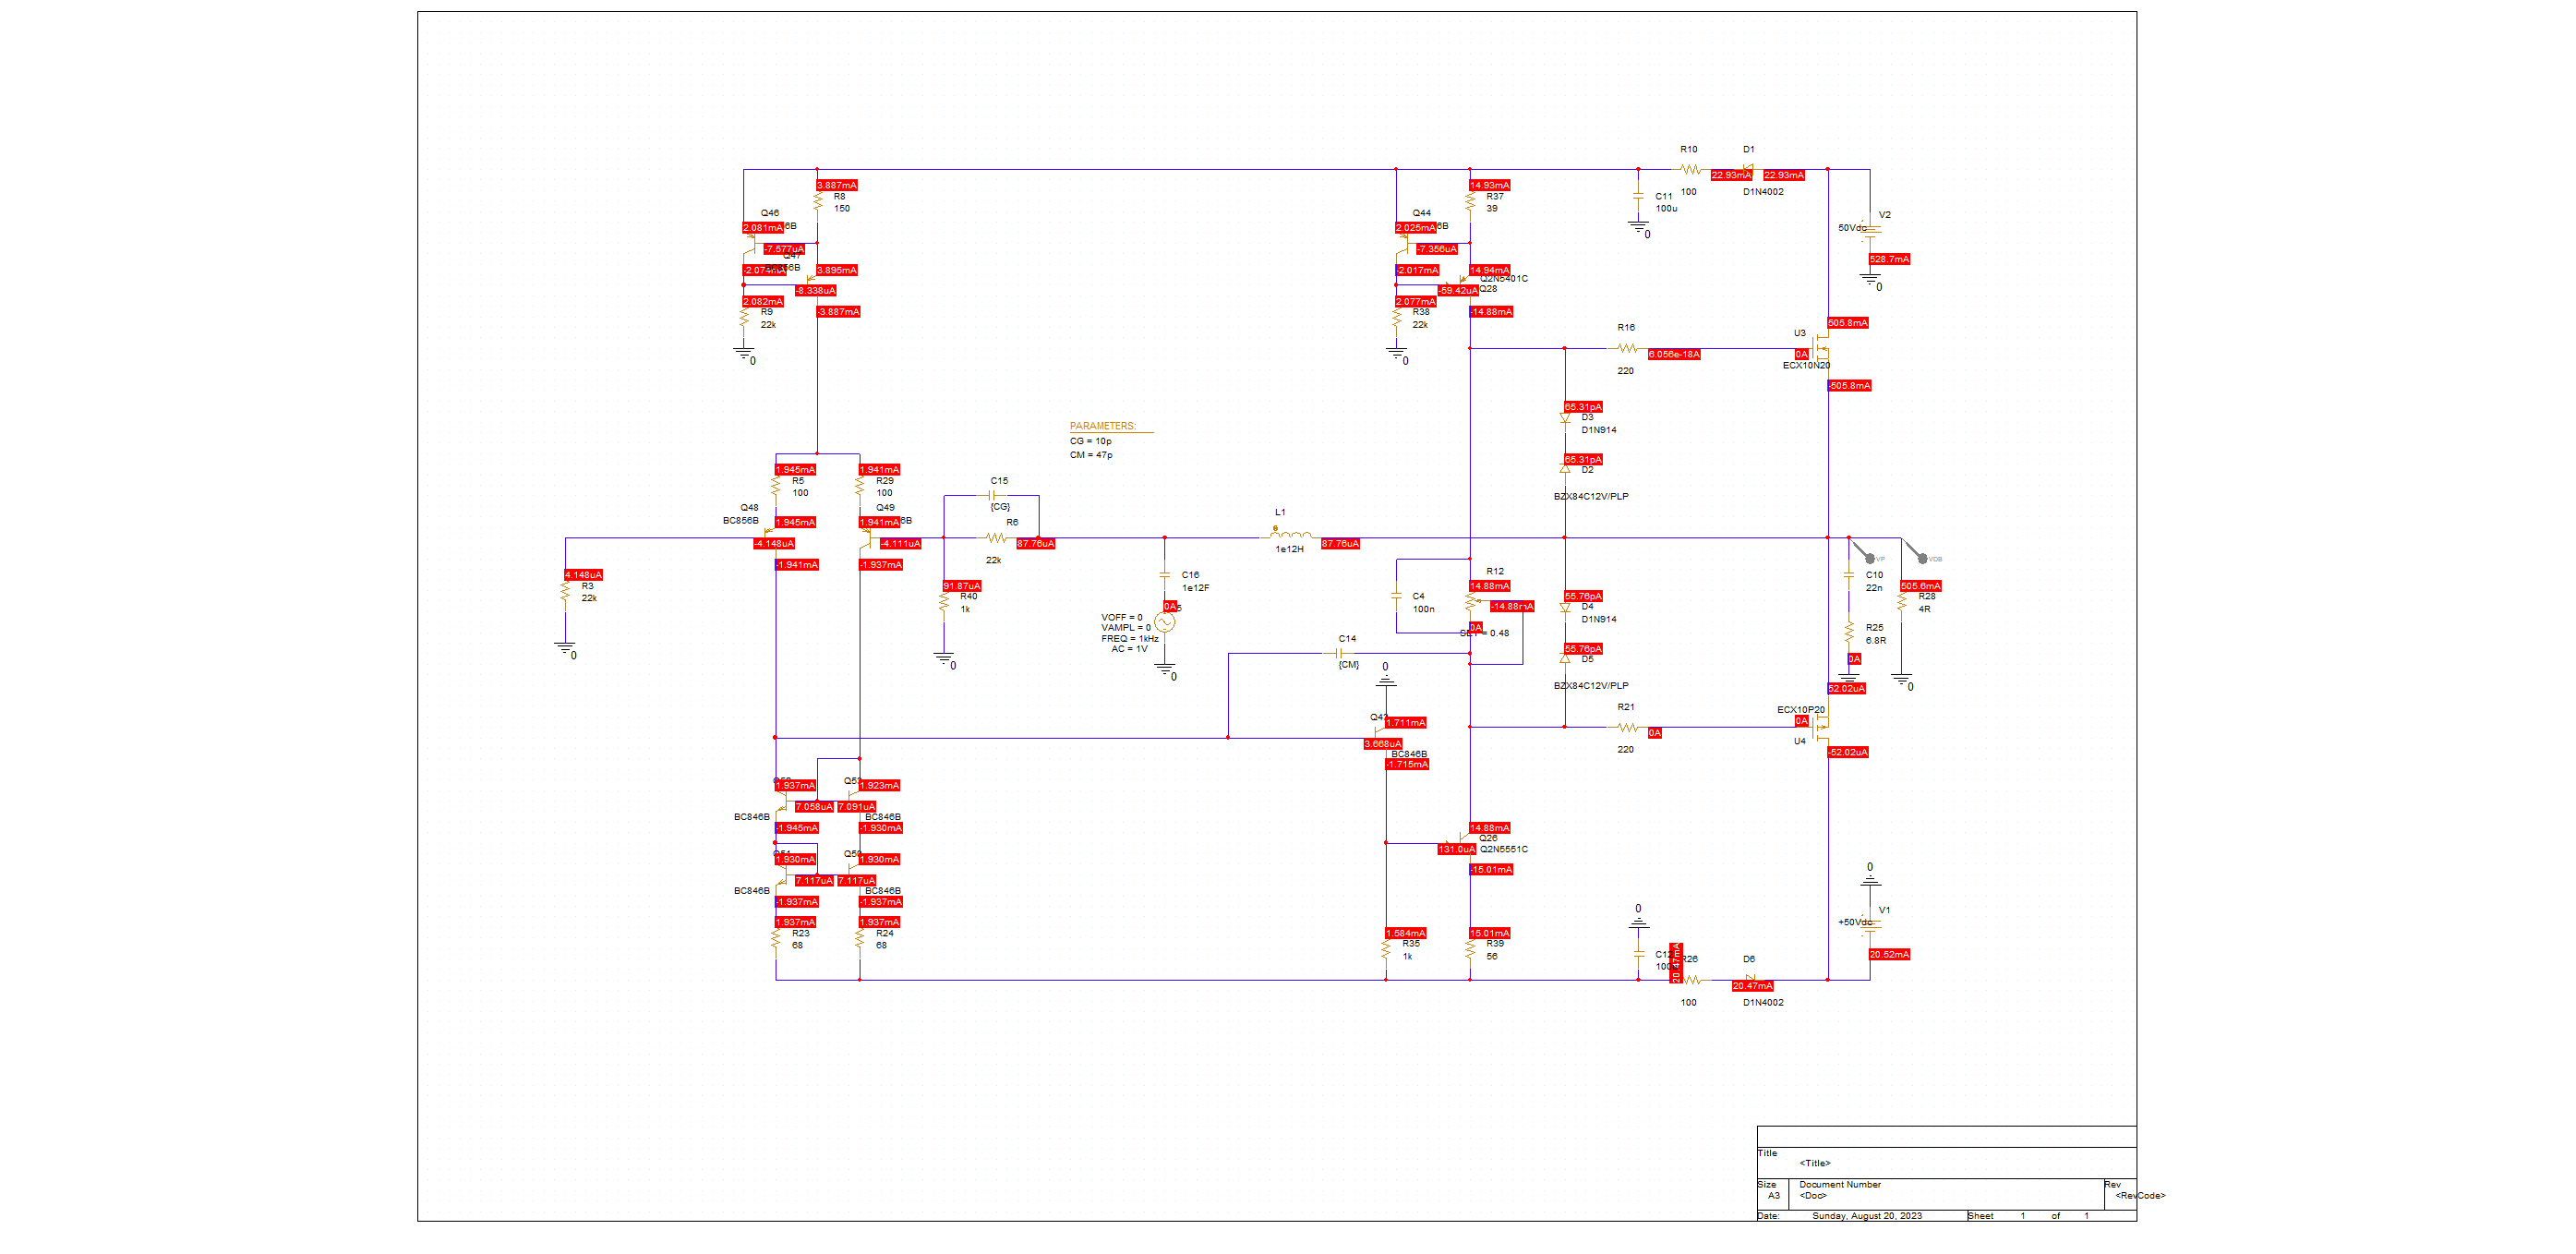 R10
D1
22.93mA
22.93mA
100
D1N4002
3.887mA
R8
150
14.93mA
R37
39
C11
100u
0
V2
50Vdc
528.7mA
0
Q46
2.081mA
6B
-7.577uA
Q47
3.895mA
-8.338uA
2.082mA
R9
22k
-3.887mA
0
Q44
2.025mA
6B
-7.356uA
-2.017mA
14.94mA
Q2N5401C
-59.42uA
Q28
2.077mA
R38
22k
-14.88mA
0
R16
6.056e-18A
220
U3
505.8mA
0A
ECX10N20
-505.8mA
65.31pA
D3
D1N914
65.31pA
D2
BZX84C12V/PLP
PARAMETERS:
CG = 10p
CM = 47p
1.945mA
R5
100
1.941mA
R29
100
Q48
BC856B
1.945mA
-4.148uA
-1.941mA
Q49
1.941mA
6B
-4.111uA
-1.937mA
C15
{CG}
R6
87.76uA
22k
L1
1e12H
87.76uA
4.148uA
R3
22k
0
91.87uA
R40
1k
0
C16
1e12F
0A
5
VOFF = 0
VAMPL = 0
FREQ = 1kHz
AC = 1V
0
C4
100n
R12
14.88mA
-14.88mA
0A
= 0.48
C14
{CM}
0
55.76pA
D4
D1N914
55.76pA
D5
BZX84C12V/PLP
VP
VDB
C10
22n
R25
6.8R
0A
505.6mA
R28
4R
0
52.02uA
ECX10P20
0A
U4
-52.02uA
R21
0A
220
1.711mA
3.668uA
BC846B
-1.715mA
1.937mA
7.058uA
BC846B
-1.945mA
1.923mA
7.091uA
BC846B
-1.930mA
1.930mA
7.117uA
BC846B
-1.937mA
1.930mA
7.117uA
BC846B
-1.937mA
1.937mA
R23
68
1.937mA
R24
68
14.88mA
Q26
131.0uA
Q2N5551C
-15.01mA
1.584mA
R35
1k
15.01mA
R39
56
0
20.47mA
R26
100
D6
20.47mA
D1N4002
0
V1
+50Vdc
20.52mA
Title
<Title>
Size
A3
Document Number
<Doc>
Rev
<RevCode>
Date:
Sunday, August 20, 2023
Sheet
1
of
1